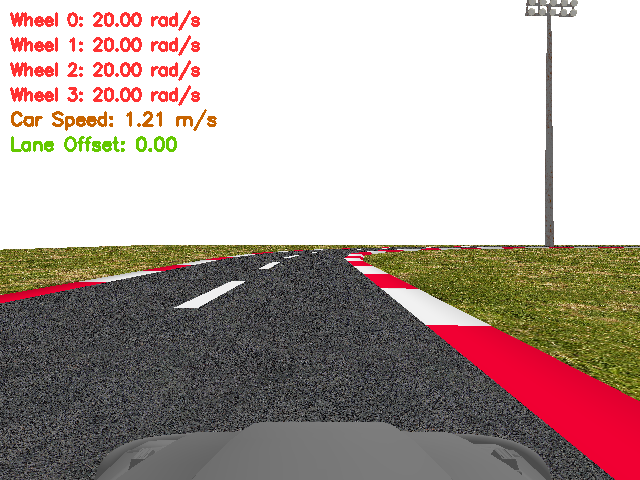 Wheel 0: 20.00 rad/s
Wheel 1: 20.00 rad/s
Wheel 2: 20.00 rad/s
Wheel 3: 20.00 rad/s
Car Speed: 1.21 m/s
Lane Offset: 0.00